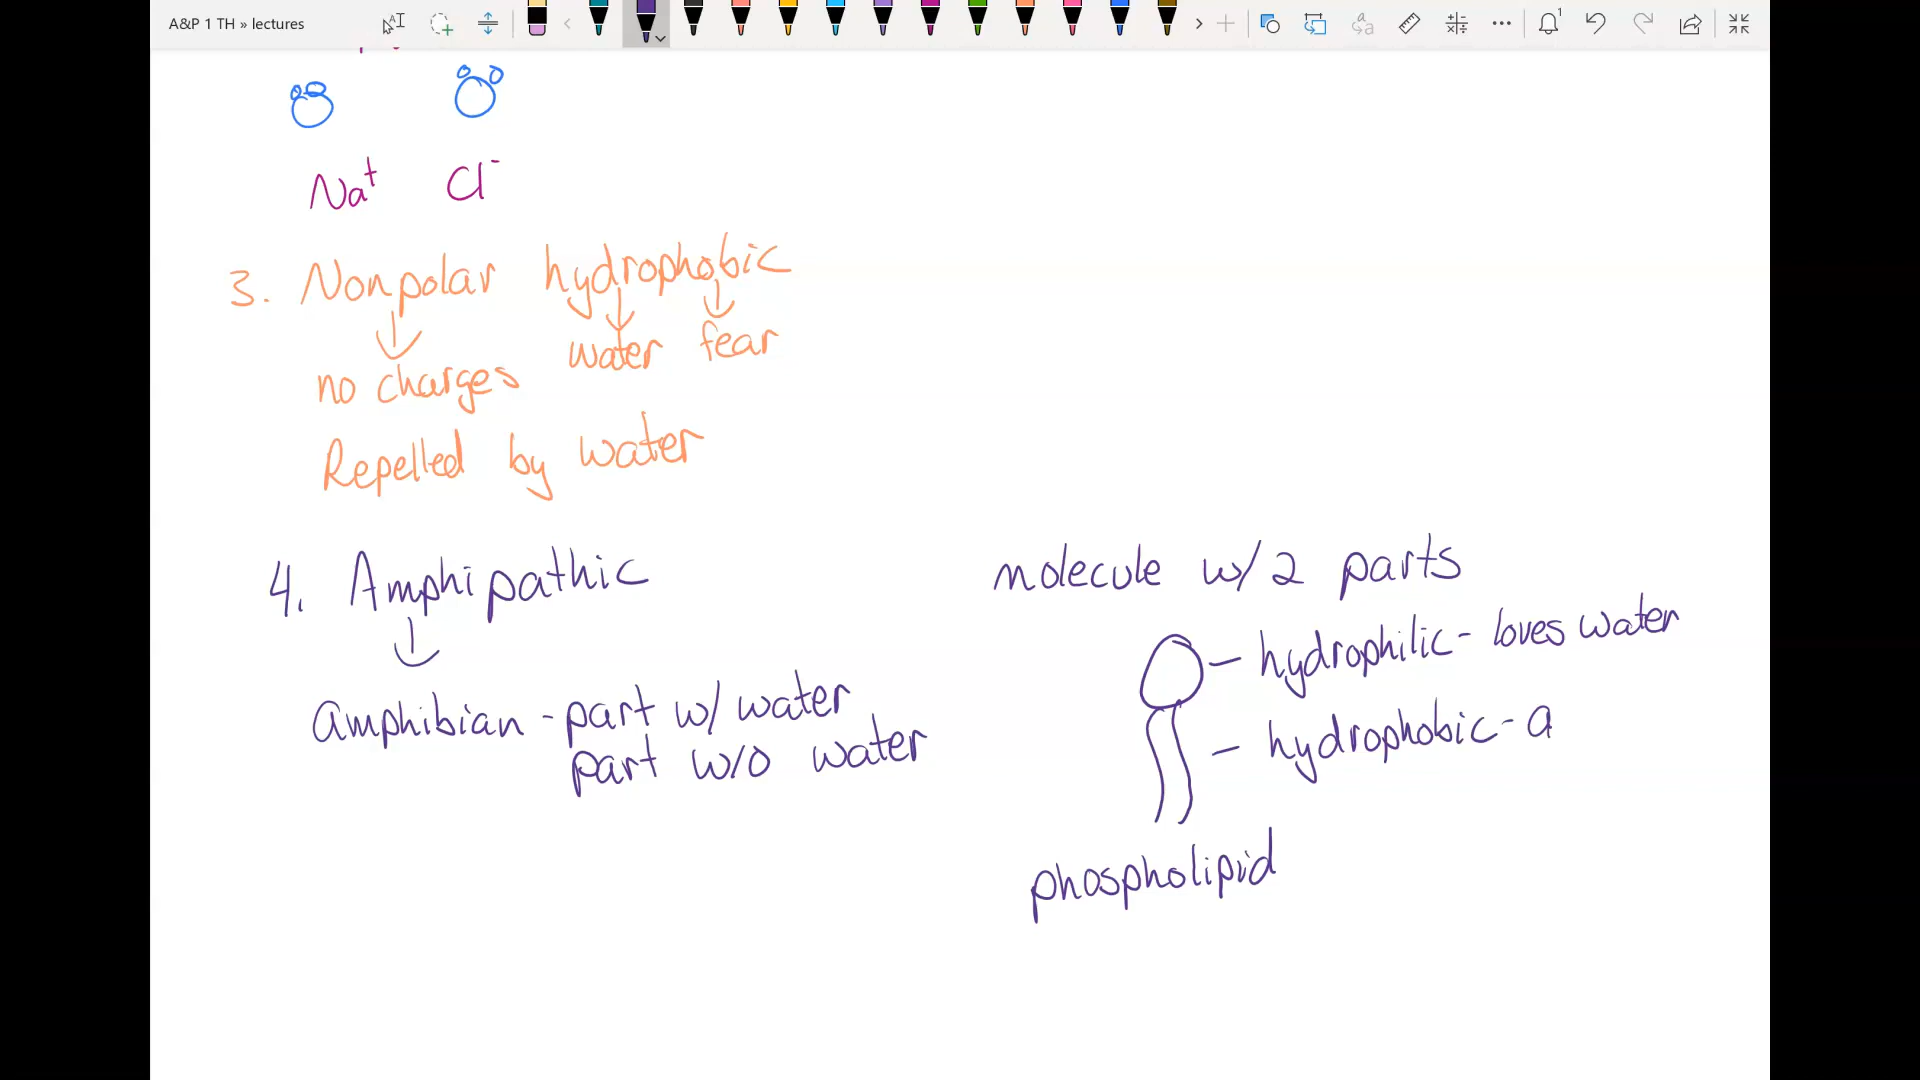 A&P 1 TH » lectures
Na+ Cl-
3. Nonpolar hydrophobic
no charges water fear
Repelled by water
4. Amphipathic
amphibian - part w/ water
part w/o water
molecule w/ 2 parts
- hydrophilic - loves water
- hydrophobic - a
phospholipid